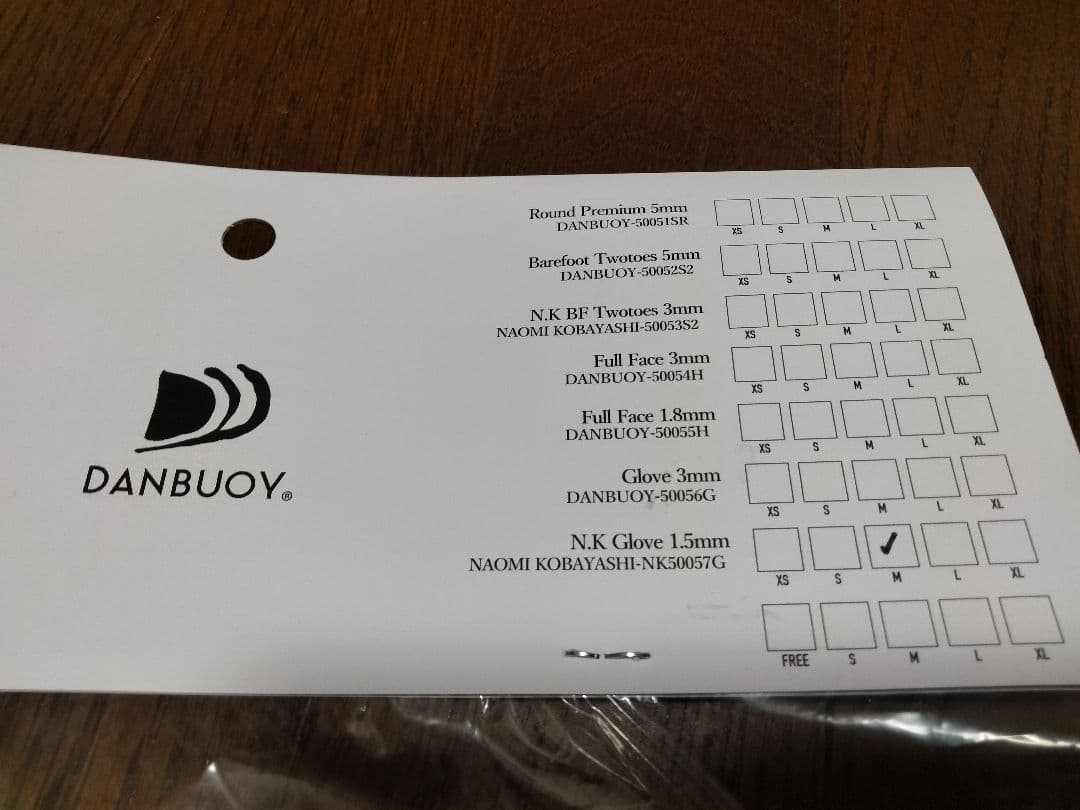 DANBUOY®
Round Premium 5mm
DANBUOY-50051SR
XS S M L XL
Barefoot Twotoes 5mm
DANBUOY-50052S2
XS S M L XL
N.K BF Twotoes 3mm
NAOMI KOBAYASHI-50053S2
XS S M L XL
Full Face 3mm
DANBUOY-50054H
XS S M L XL
Full Face 1.8mm
DANBUOY-50055H
XS S M L XL
Glove 3mm
DANBUOY-50056G
XS S M L XL
N.K Glove 1.5mm
NAOMI KOBAYASHI-NK50057G
XS S M L XL
FREE S M L XL